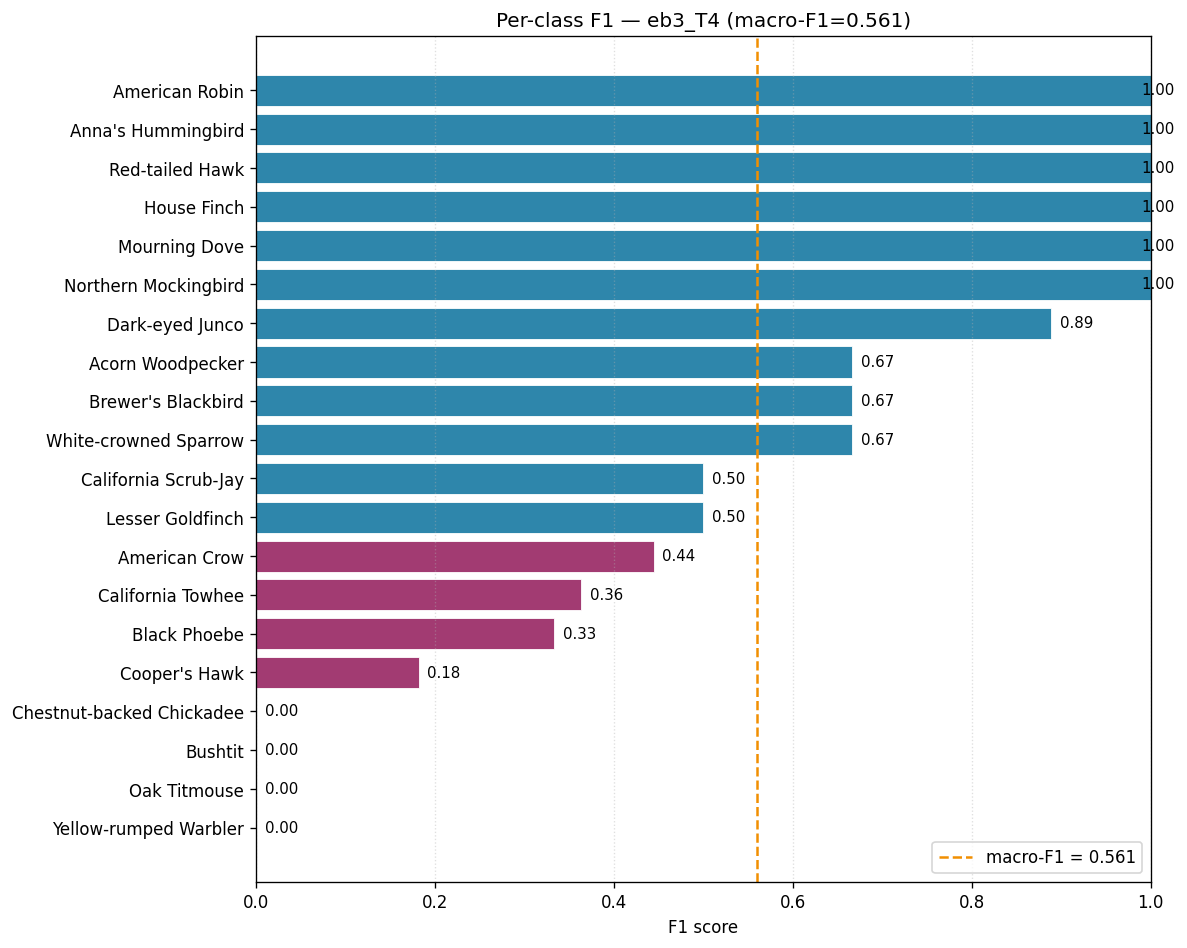 Per-class F1 — eb3_T4 (macro-F1=0.561)
American Robin 1.00
Anna's Hummingbird 1.00
Red-tailed Hawk 1.00
House Finch 1.00
Mourning Dove 1.00
Northern Mockingbird 1.00
Dark-eyed Junco 0.89
Acorn Woodpecker 0.67
Brewer's Blackbird 0.67
White-crowned Sparrow 0.67
California Scrub-Jay 0.50
Lesser Goldfinch 0.50
American Crow 0.44
California Towhee 0.36
Black Phoebe 0.33
Cooper's Hawk 0.18
Chestnut-backed Chickadee 0.00
Bushtit 0.00
Oak Titmouse 0.00
Yellow-rumped Warbler 0.00
macro-F1 = 0.561
0.0 0.2 0.4 0.6 0.8 1.0
F1 score